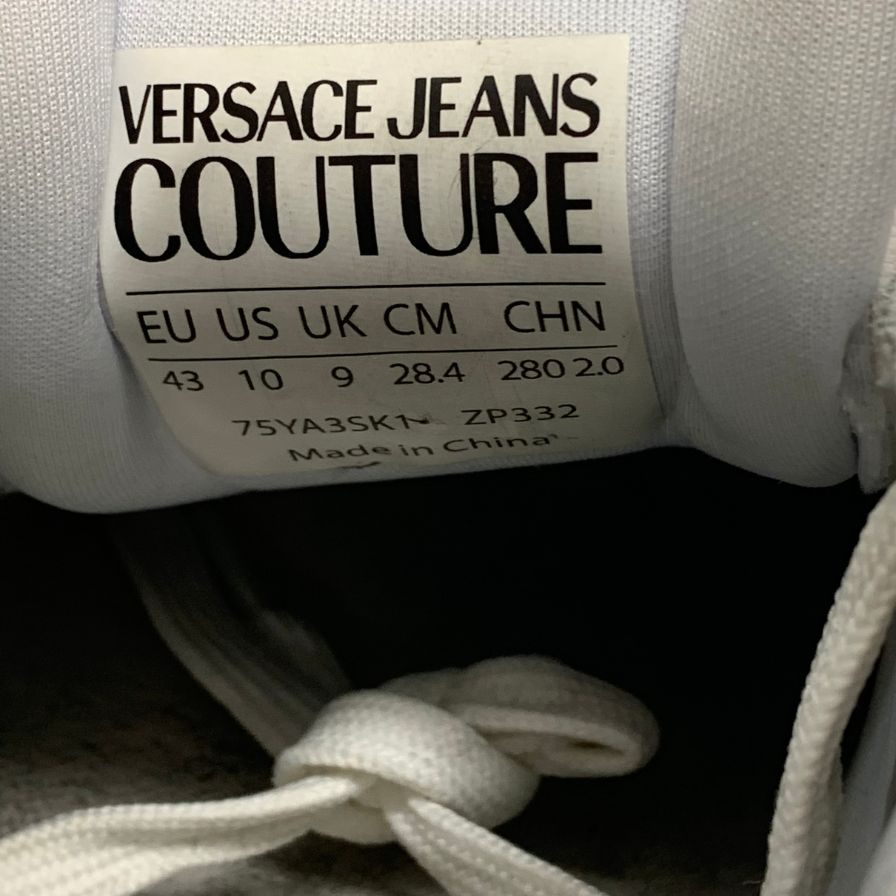 VERSACE JEANS
COUTURE
EU US UK CM CHN
43 10 9 28.4 280 2.0
75YA3SK1 ZP332
Made in China